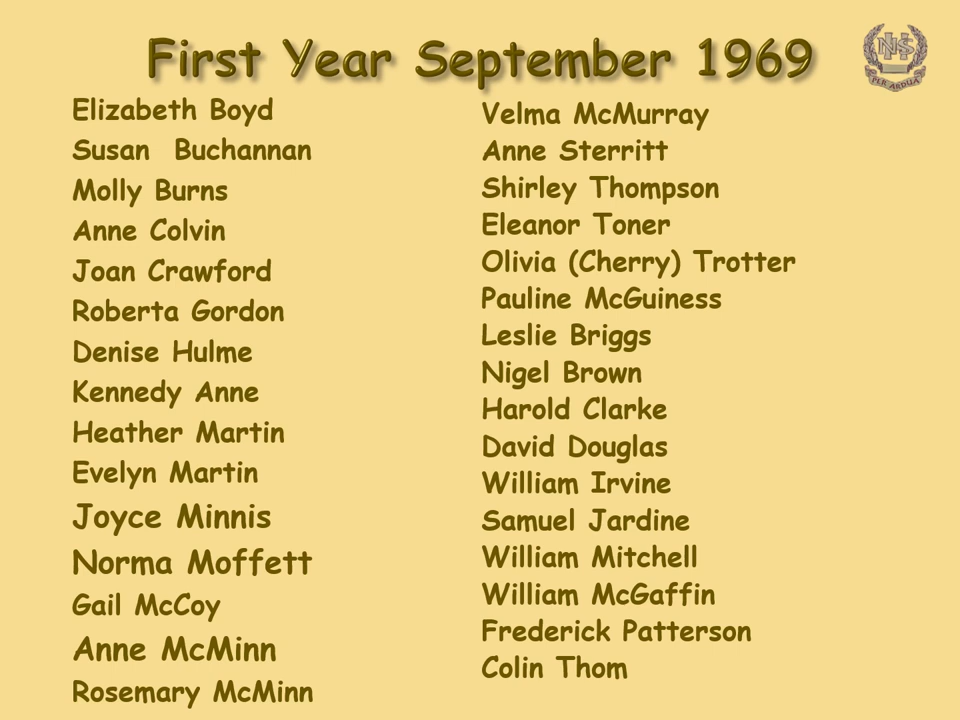 First Year September 1969
NHS
PER ARDUA
Elizabeth Boyd
Susan  Buchannan
Molly Burns
Anne Colvin
Joan Crawford
Roberta Gordon
Denise Hulme
Kennedy Anne
Heather Martin
Evelyn Martin
Joyce Minnis
Norma Moffett
Gail McCoy
Anne McMinn
Rosemary McMinn
Velma McMurray
Anne Sterritt
Shirley Thompson
Eleanor Toner
Olivia (Cherry) Trotter
Pauline McGuiness
Leslie Briggs
Nigel Brown
Harold Clarke
David Douglas
William Irvine
Samuel Jardine
William Mitchell
William McGaffin
Frederick Patterson
Colin Thom